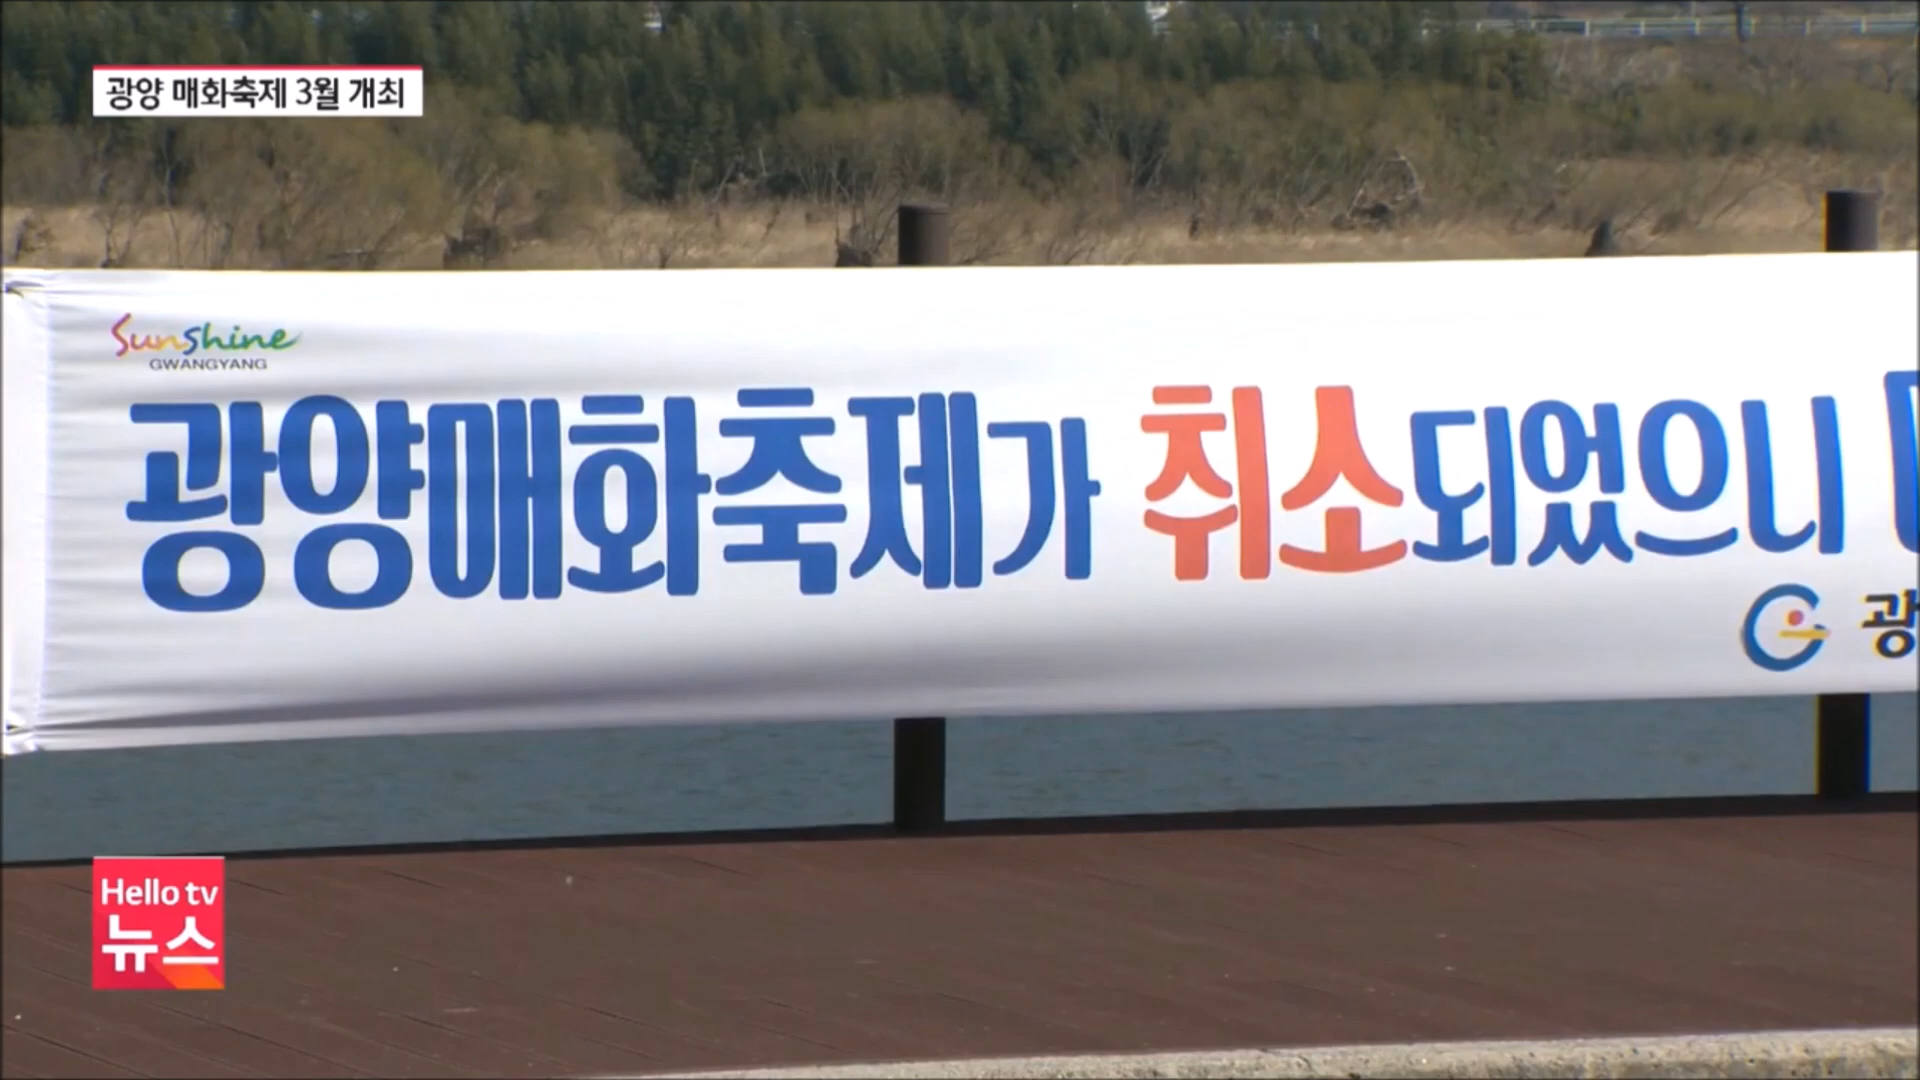 광양 매화축제 3월 개최
Sunshine
GWANGYANG
광양매화축제가 취소되었으니
광
Hello tv
뉴스